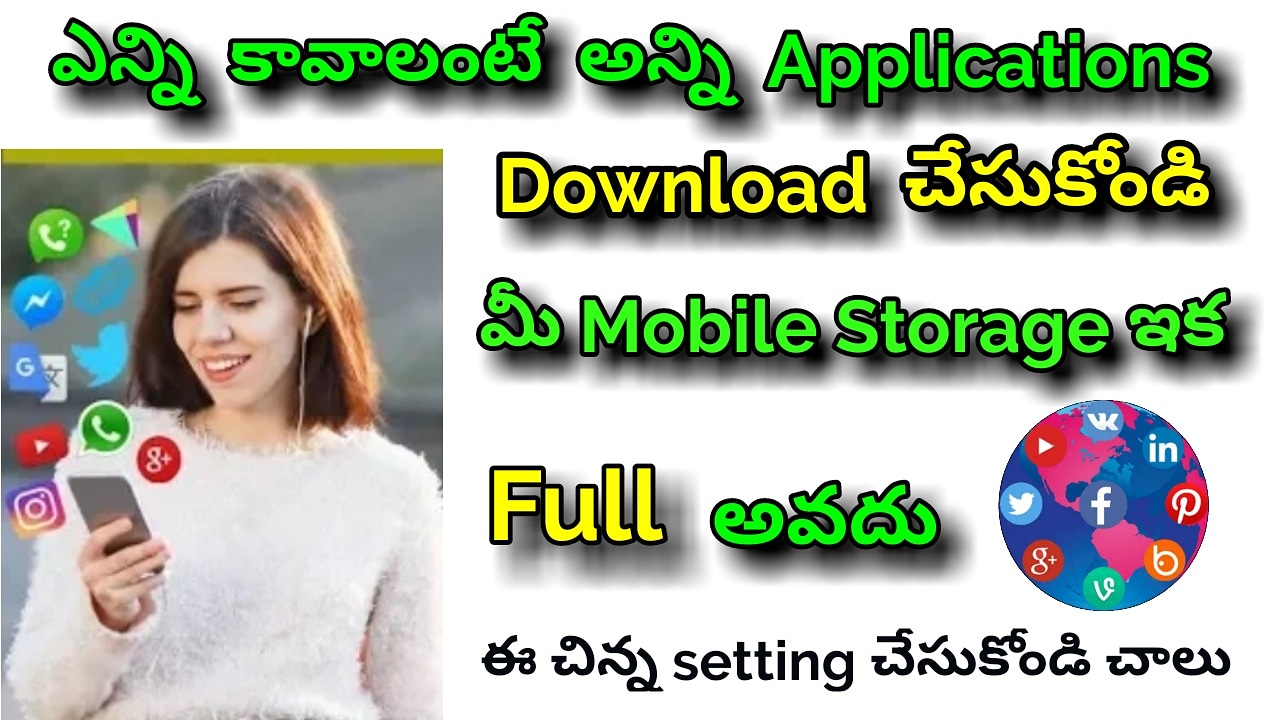 ఎన్ని కావాలంటే అన్ని Applications
Download చేసుకోండి
మీ Mobile Storage ఇక
Full అవదు
ఈ చిన్న setting చేసుకోండి చాలు